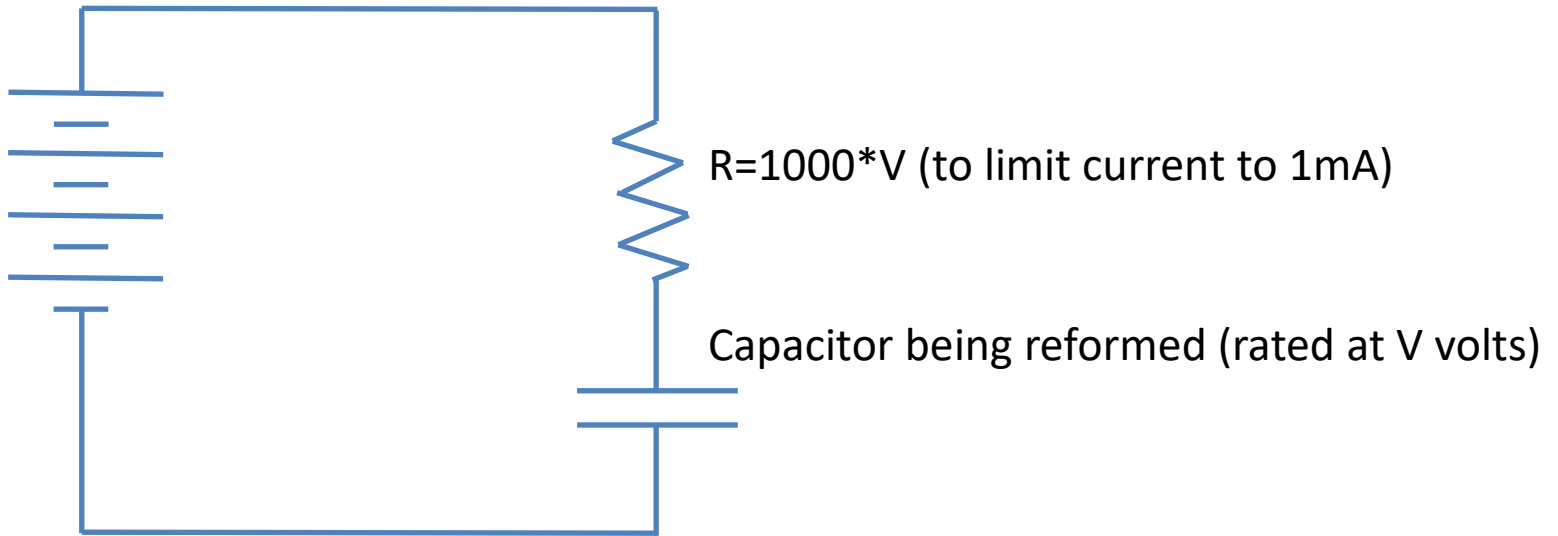 R=1000*V (to limit current to 1mA)
Capacitor being reformed (rated at V volts)